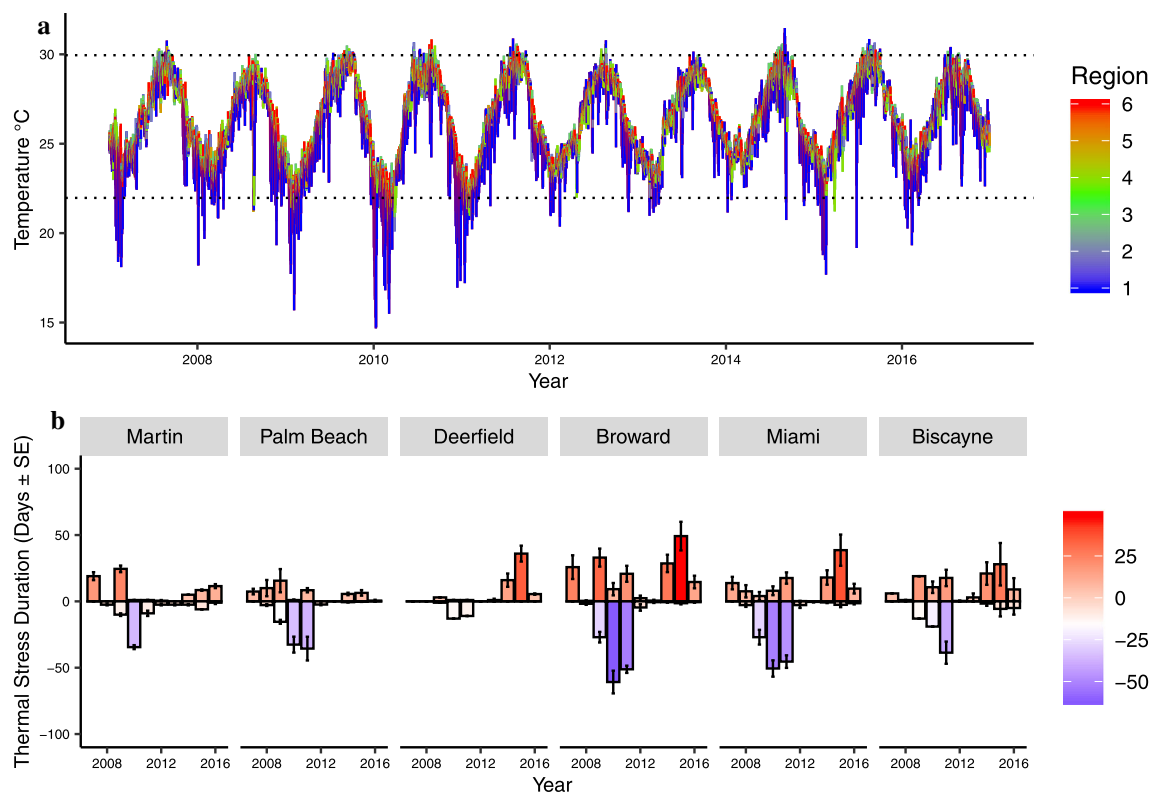 a
Temperature °C
30
25
20
15
2008
2010
2012
2014
2016
Year
Region
6
5
4
3
2
1
b
Thermal Stress Duration (Days ± SE)
Martin
Palm Beach
Deerfield
Broward
Miami
Biscayne
100
50
0
−50
−100
2008 2012 2016
2008 2012 2016
2008 2012 2016
2008 2012 2016
2008 2012 2016
2008 2012 2016
Year
25
0
−25
−50